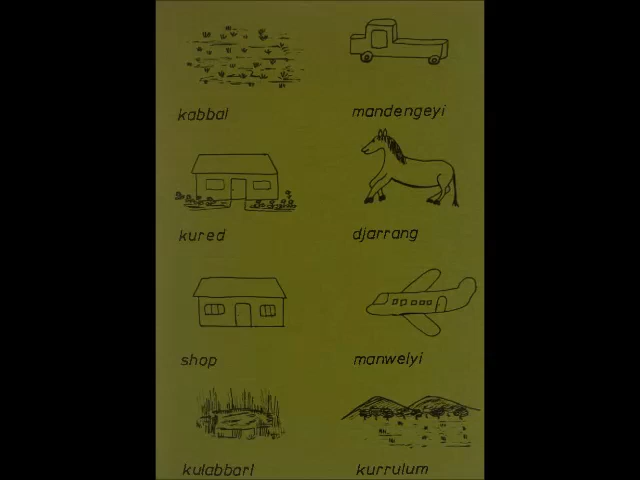 kabbal
mandengeyi
kured
djarrang
shop
manwelyi
kulabbarl
kurrulum